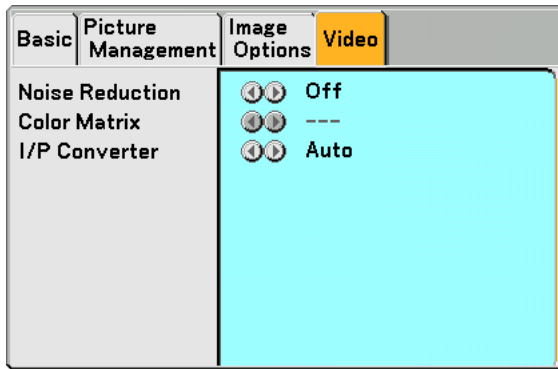 Basic
Picture
Management
Image
Options
Video
Noise Reduction Off
Color Matrix ---
I/P Converter Auto